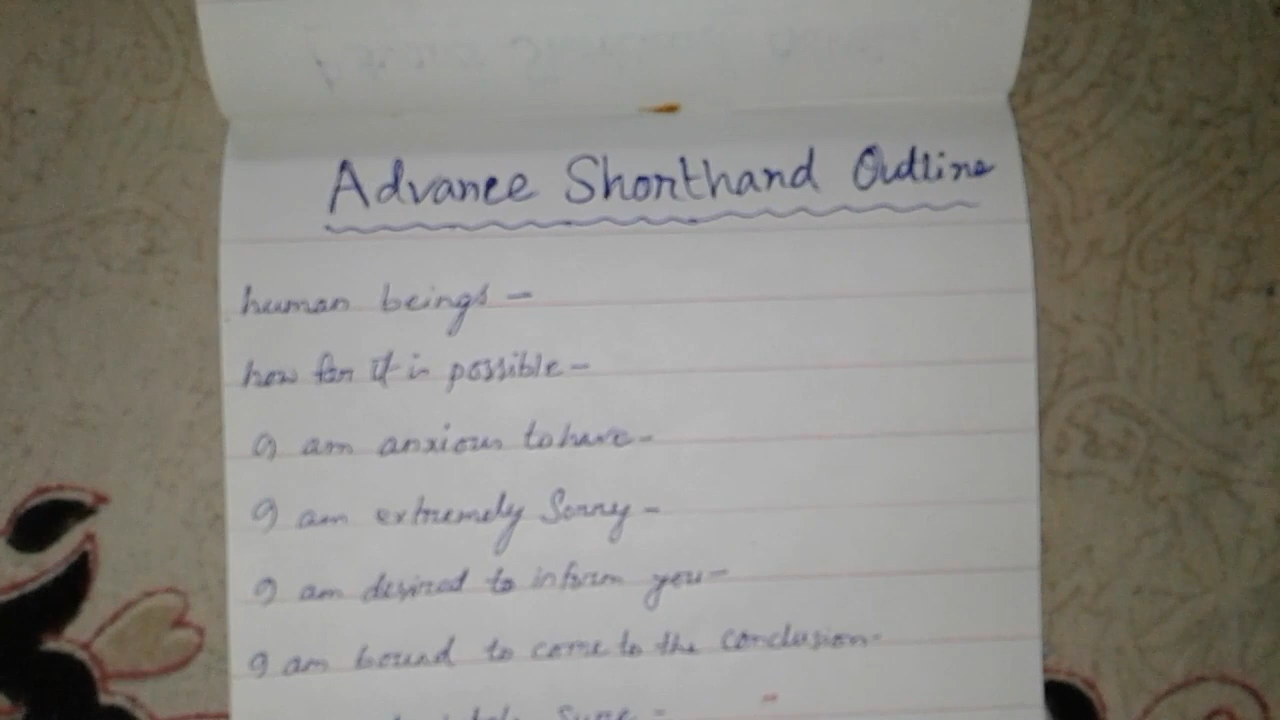 Advance Shorthand Outline
human beings -
how far it is possible -
I am anxious to have -
I am extremely Sorry -
I am desired to inform you -
I am bound to come to the conclusion -
Sure -